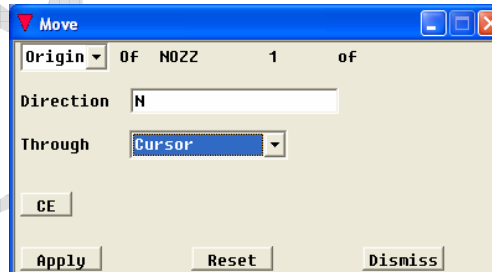 Move
Origin Of NOZZ 1 of
Direction N
Through Cursor
CE
Apply Reset Dismiss